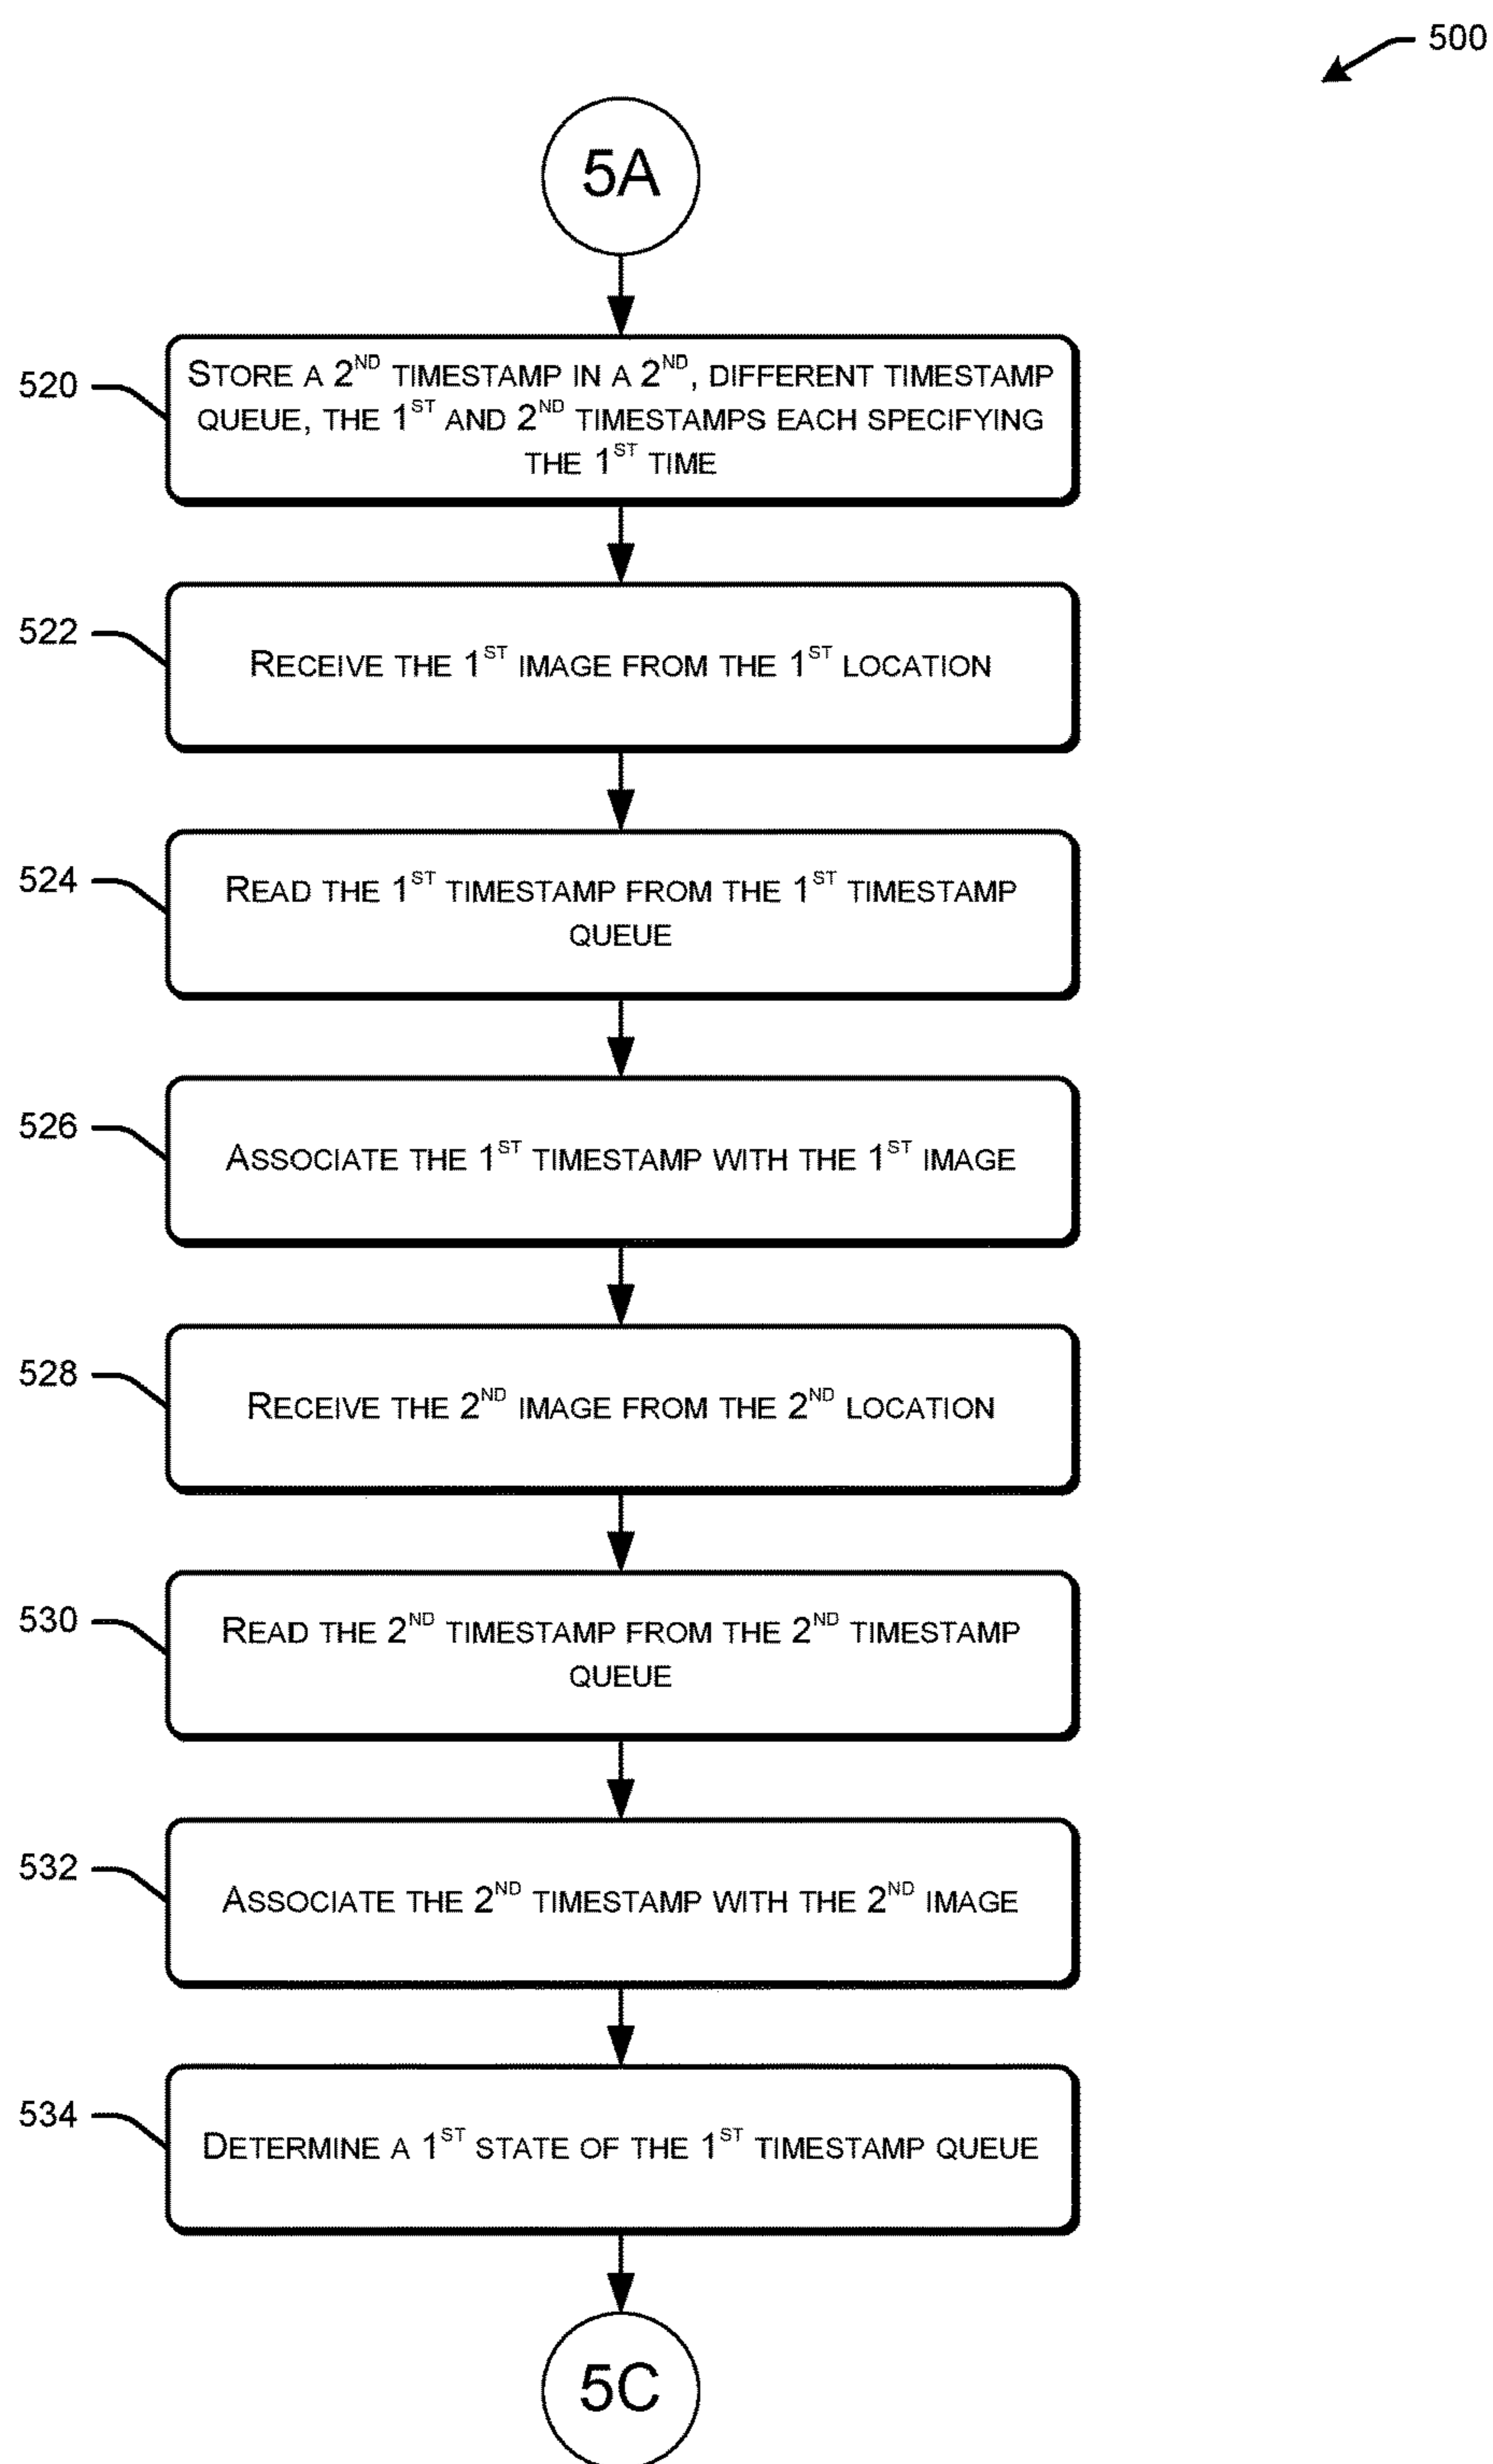 500
5A
520
STORE A 2ND TIMESTAMP IN A 2ND, DIFFERENT TIMESTAMP
QUEUE, THE 1ST AND 2ND TIMESTAMPS EACH SPECIFYING
THE 1ST TIME
522
RECEIVE THE 1ST IMAGE FROM THE 1ST LOCATION
524
READ THE 1ST TIMESTAMP FROM THE 1ST TIMESTAMP
QUEUE
526
ASSOCIATE THE 1ST TIMESTAMP WITH THE 1ST IMAGE
528
RECEIVE THE 2ND IMAGE FROM THE 2ND LOCATION
530
READ THE 2ND TIMESTAMP FROM THE 2ND TIMESTAMP
QUEUE
532
ASSOCIATE THE 2ND TIMESTAMP WITH THE 2ND IMAGE
534
DETERMINE A 1ST STATE OF THE 1ST TIMESTAMP QUEUE
5C